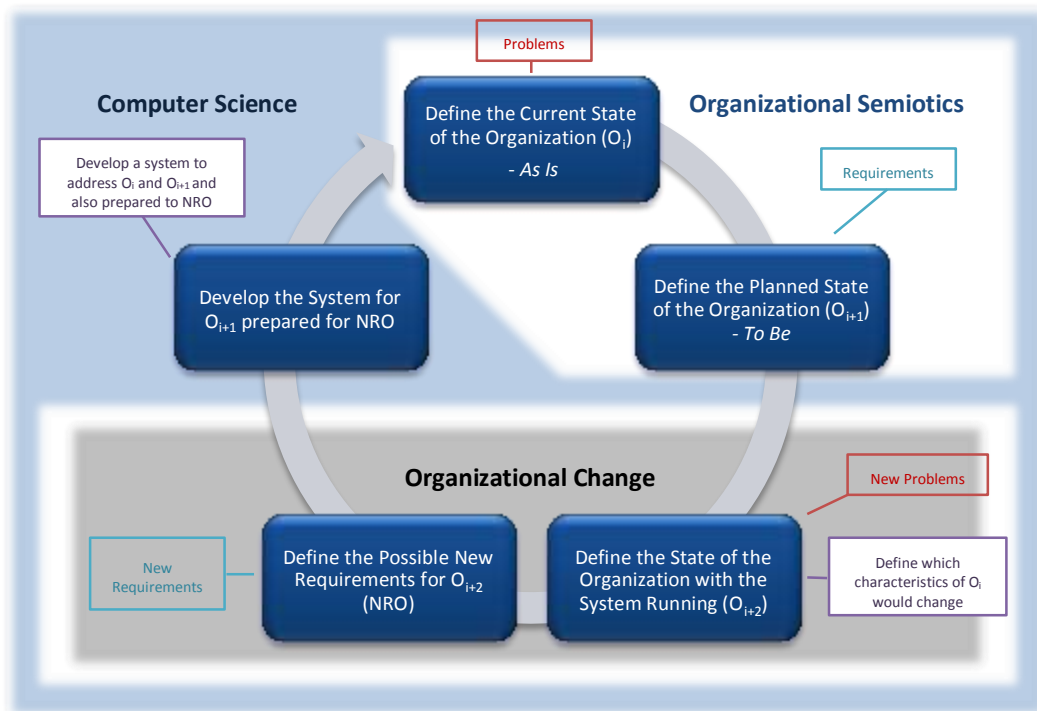 Problems
Computer Science
Define the Current State
of the Organization (Oi)
- As Is
Organizational Semiotics
Develop a system to
address Oi and Oi+1 and
also prepared to NRO
Requirements
Develop the System for
Oi+1 prepared for NRO
Define the Planned State
of the Organization (Oi+1)
- To Be
Organizational Change
New Problems
New
Requirements
Define the Possible New
Requirements for Oi+2
(NRO)
Define the State of the
Organization with the
System Running (Oi+2)
Define which
characteristics of Oi
would change